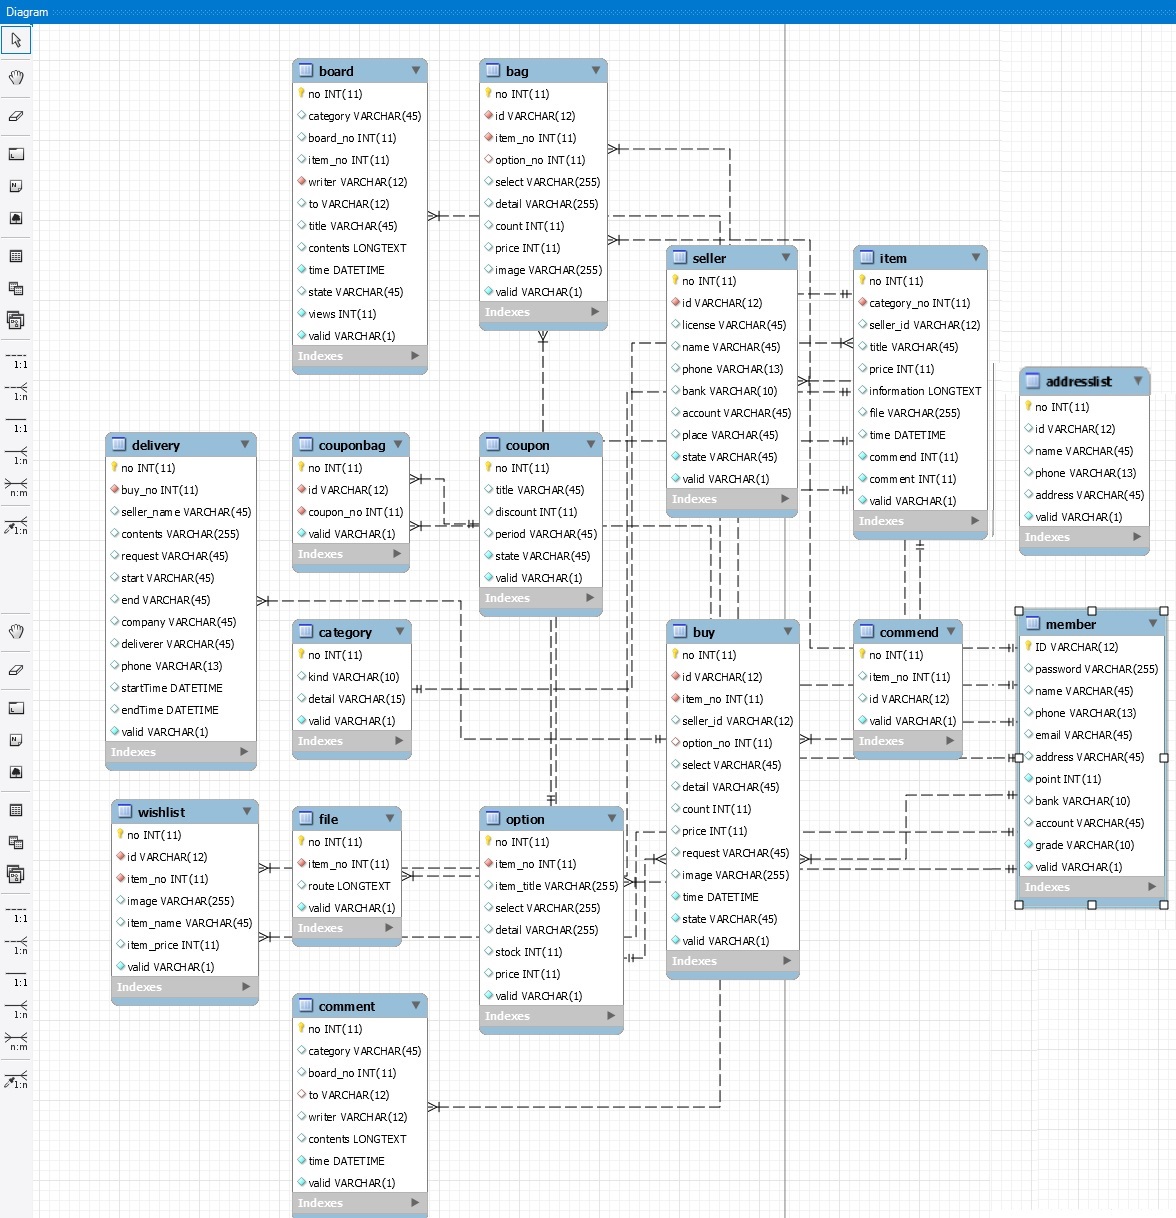 Diagram
board
no INT(11)
category VARCHAR(45)
board_no INT(11)
item_no INT(11)
writer VARCHAR(12)
to VARCHAR(12)
title VARCHAR(45)
contents LONGTEXT
time DATETIME
state VARCHAR(45)
views INT(11)
valid VARCHAR(1)
Indexes
bag
no INT(11)
id VARCHAR(12)
item_no INT(11)
option_no INT(11)
select VARCHAR(255)
detail VARCHAR(255)
count INT(11)
price INT(11)
image VARCHAR(255)
valid VARCHAR(1)
Indexes
seller
no INT(11)
id VARCHAR(12)
license VARCHAR(45)
name VARCHAR(45)
phone VARCHAR(13)
bank VARCHAR(10)
account VARCHAR(45)
place VARCHAR(45)
state VARCHAR(45)
valid VARCHAR(1)
Indexes
item
no INT(11)
category_no INT(11)
seller_id VARCHAR(12)
title VARCHAR(45)
price INT(11)
information LONGTEXT
file VARCHAR(255)
time DATETIME
commend INT(11)
comment INT(11)
valid VARCHAR(1)
Indexes
addresslist
no INT(11)
id VARCHAR(12)
name VARCHAR(45)
phone VARCHAR(13)
address VARCHAR(45)
valid VARCHAR(1)
Indexes
delivery
no INT(11)
buy_no INT(11)
seller_name VARCHAR(45)
contents VARCHAR(255)
request VARCHAR(45)
start VARCHAR(45)
end VARCHAR(45)
company VARCHAR(45)
deliverer VARCHAR(45)
phone VARCHAR(13)
startTime DATETIME
endTime DATETIME
valid VARCHAR(1)
Indexes
couponbag
no INT(11)
id VARCHAR(12)
coupon_no INT(11)
valid VARCHAR(1)
Indexes
coupon
no INT(11)
title VARCHAR(45)
discount INT(11)
period VARCHAR(45)
state VARCHAR(45)
valid VARCHAR(1)
Indexes
category
no INT(11)
kind VARCHAR(10)
detail VARCHAR(15)
valid VARCHAR(1)
Indexes
buy
no INT(11)
id VARCHAR(12)
item_no INT(11)
seller_id VARCHAR(12)
option_no INT(11)
select VARCHAR(45)
detail VARCHAR(45)
count INT(11)
price INT(11)
request VARCHAR(45)
image VARCHAR(255)
time DATETIME
state VARCHAR(45)
valid VARCHAR(1)
Indexes
commend
no INT(11)
item_no INT(11)
id VARCHAR(12)
valid VARCHAR(1)
Indexes
member
ID VARCHAR(12)
password VARCHAR(255)
name VARCHAR(45)
phone VARCHAR(13)
email VARCHAR(45)
address VARCHAR(45)
point INT(11)
bank VARCHAR(10)
account VARCHAR(45)
grade VARCHAR(10)
valid VARCHAR(1)
Indexes
wishlist
no INT(11)
id VARCHAR(12)
item_no INT(11)
image VARCHAR(255)
item_name VARCHAR(45)
item_price INT(11)
valid VARCHAR(1)
Indexes
file
no INT(11)
item_no INT(11)
route LONGTEXT
valid VARCHAR(1)
Indexes
option
no INT(11)
item_no INT(11)
item_title VARCHAR(255)
select VARCHAR(255)
detail VARCHAR(255)
stock INT(11)
price INT(11)
valid VARCHAR(1)
Indexes
comment
no INT(11)
category VARCHAR(45)
board_no INT(11)
to VARCHAR(12)
writer VARCHAR(12)
contents LONGTEXT
time DATETIME
valid VARCHAR(1)
Indexes
1:1
1:n
1:1
1:n
n:m
1:n
1:1
1:n
1:1
1:n
n:m
1:n